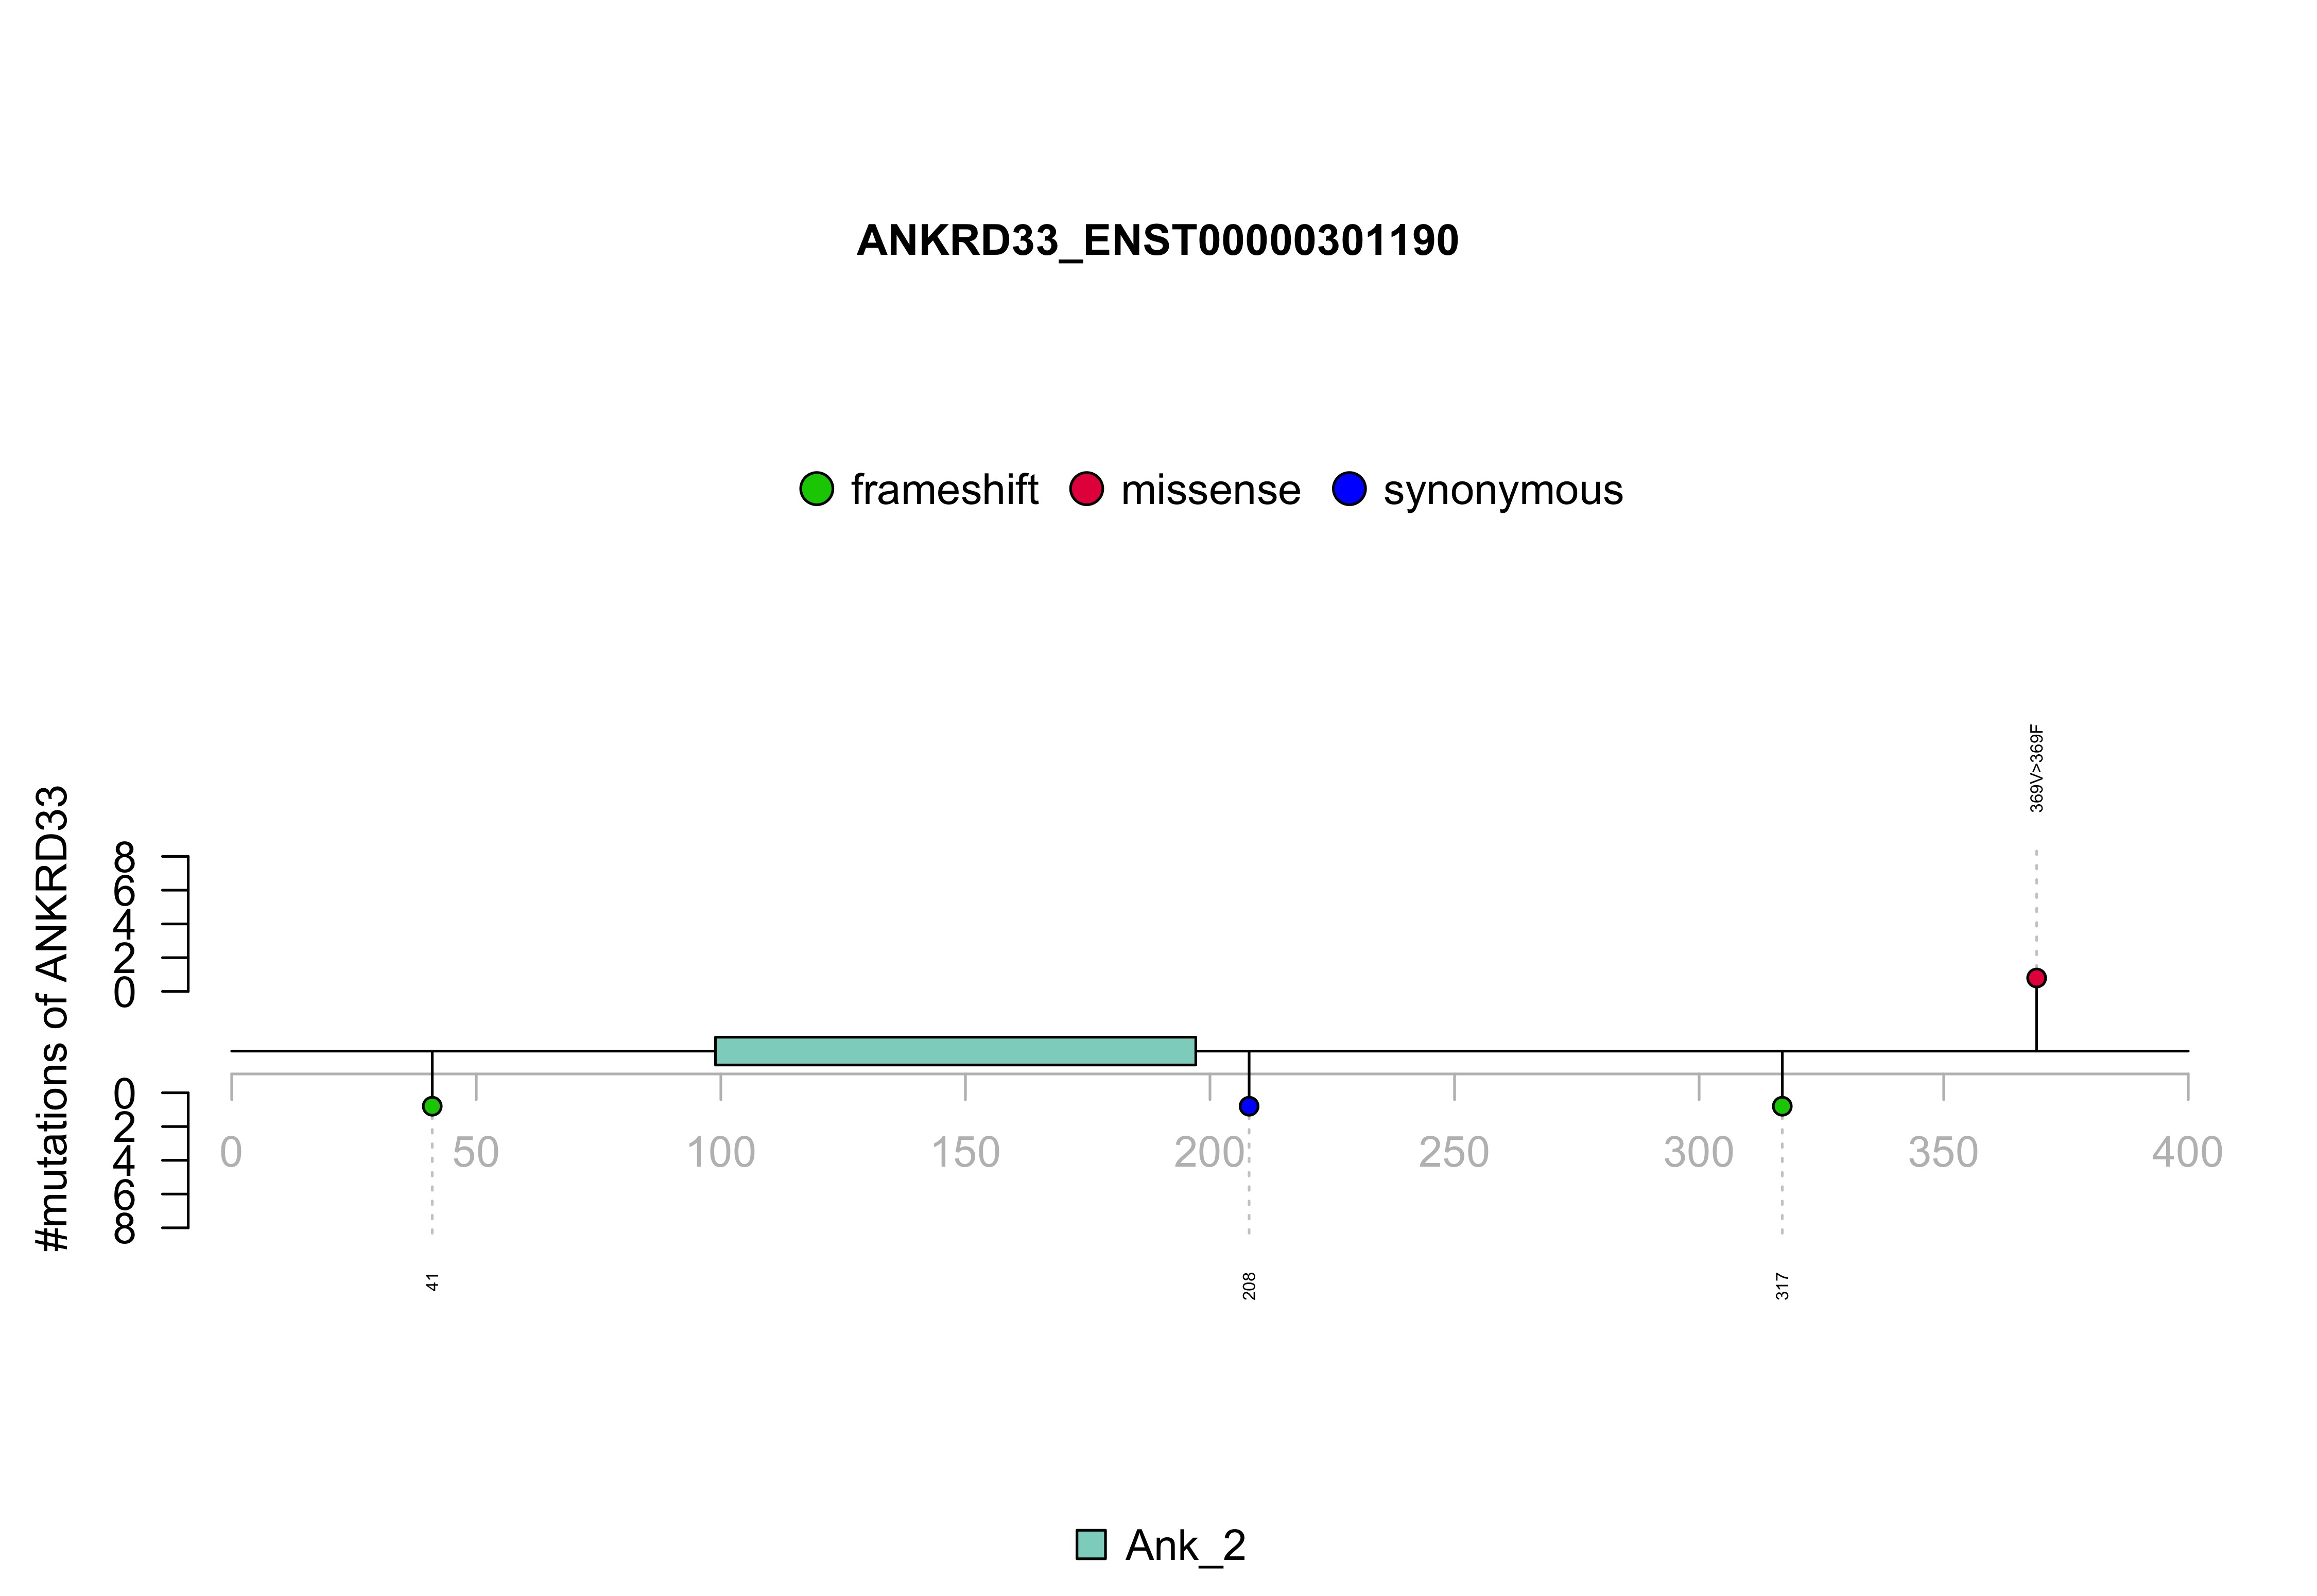 ANKRD33_ENST00000301190
frameshift missense synonymous
369V>369F
#mutations of ANKRD33
8
6
4
2
0
0
2
4
6
8
0 50 100 150 200 250 300 350 400
41 208 317
Ank_2